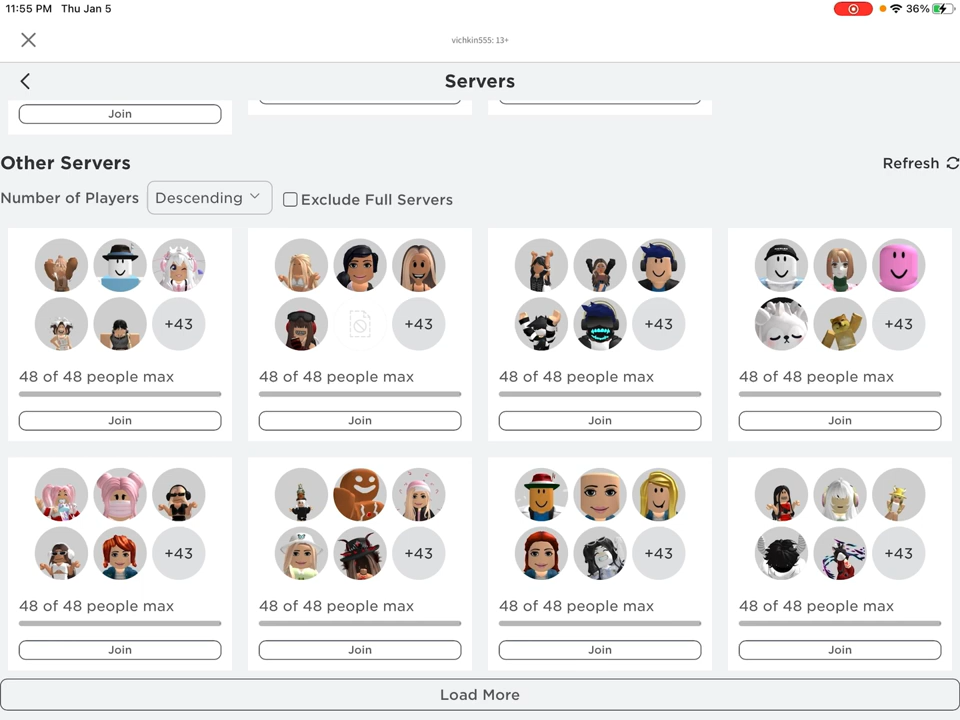 11:55 PM Thu Jan 5
36%
vichkin555: 13+
Servers
Join
Other Servers
Refresh
Number of Players Descending Exclude Full Servers
+43 +43 +43 +43
48 of 48 people max 48 of 48 people max 48 of 48 people max 48 of 48 people max
Join Join Join Join
+43 +43 +43 +43
48 of 48 people max 48 of 48 people max 48 of 48 people max 48 of 48 people max
Join Join Join Join
Load More